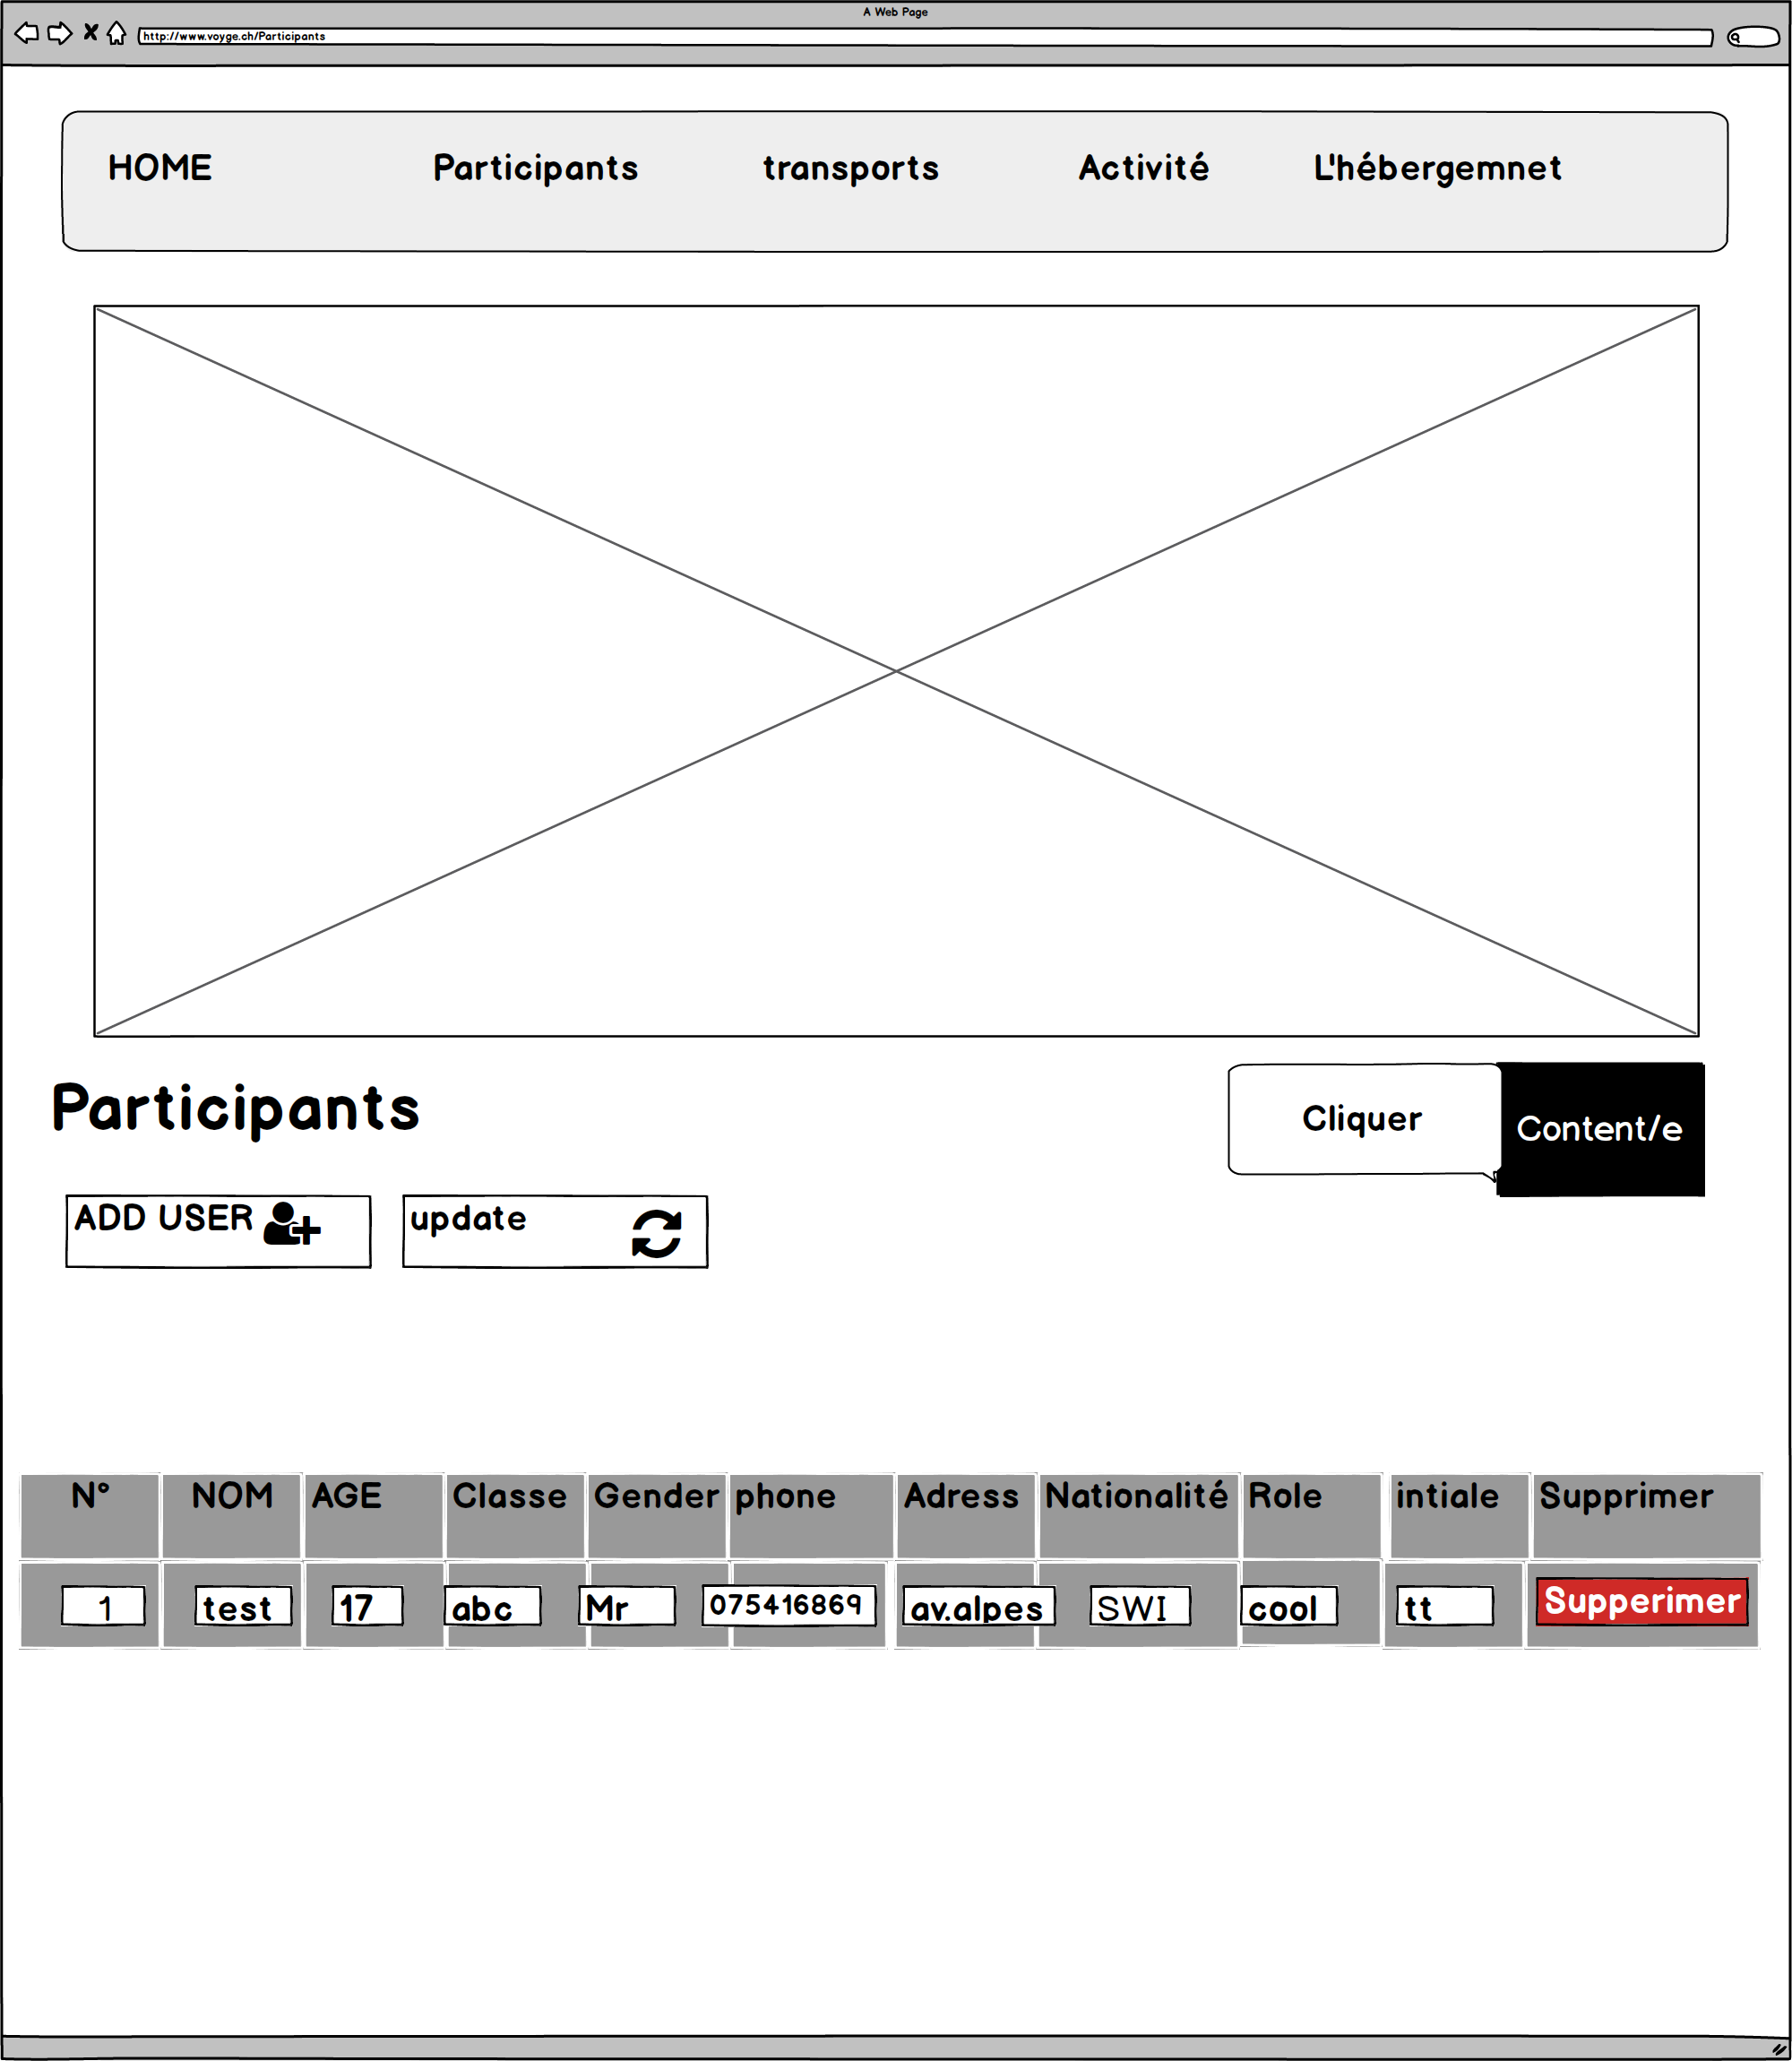 A Web Page
http://www.voyge.ch/Participants
HOME Participants transports Activité L'hébergemnet
Participants
Cliquer
Content/e
ADD USER
update
N° NOM AGE Classe Gender phone Adress Nationalité Role intiale Supprimer
1 test 17 abc Mr 075416869 av.alpes SWI cool tt Supperimer